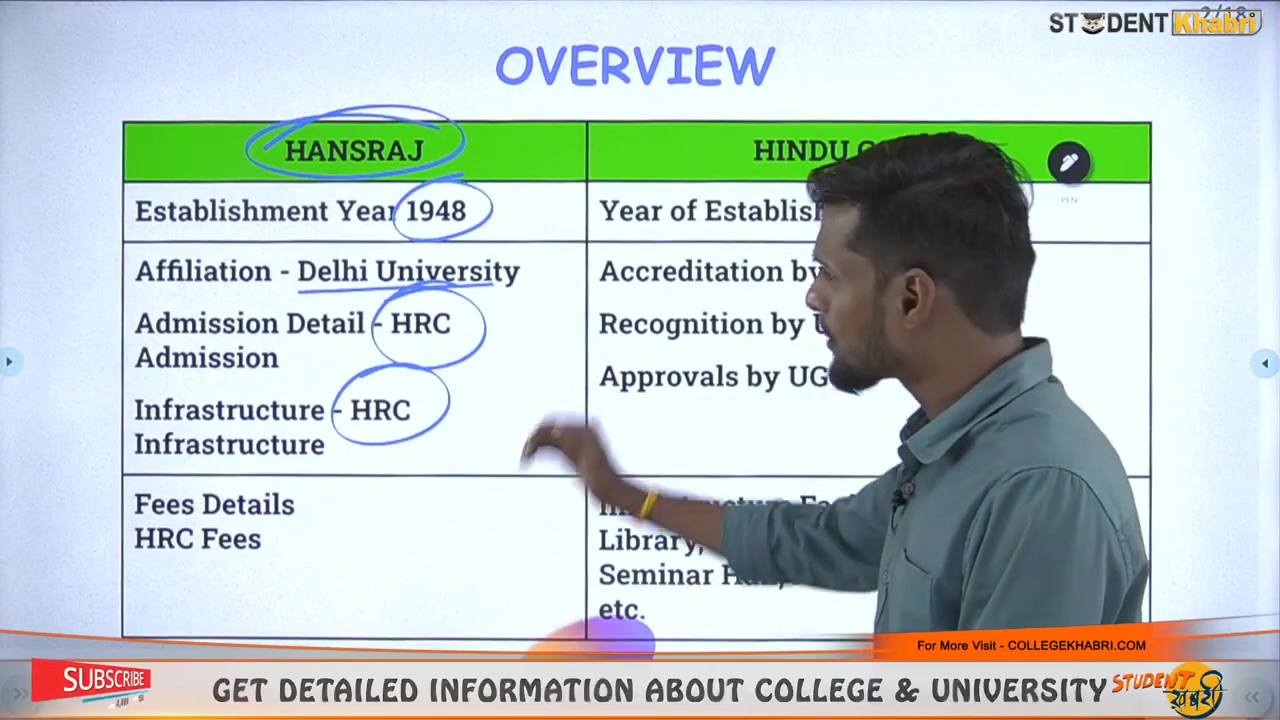 STUDENT Khabri
OVERVIEW
HANSRAJ
HINDU
Establishment Year 1948
Year of
Affiliation - Delhi University
Accreditation by
Admission Detail - HRC
Admission
Recognition by
Approvals by
Infrastructure - HRC
Infrastructure
Fees Details
HRC Fees
Library,
Seminar
etc.
PEN
For More Visit - COLLEGEKHABRI.COM
SUBSCRIBE
GET DETAILED INFORMATION ABOUT COLLEGE & UNIVERSITY
STUDENT
खबरी